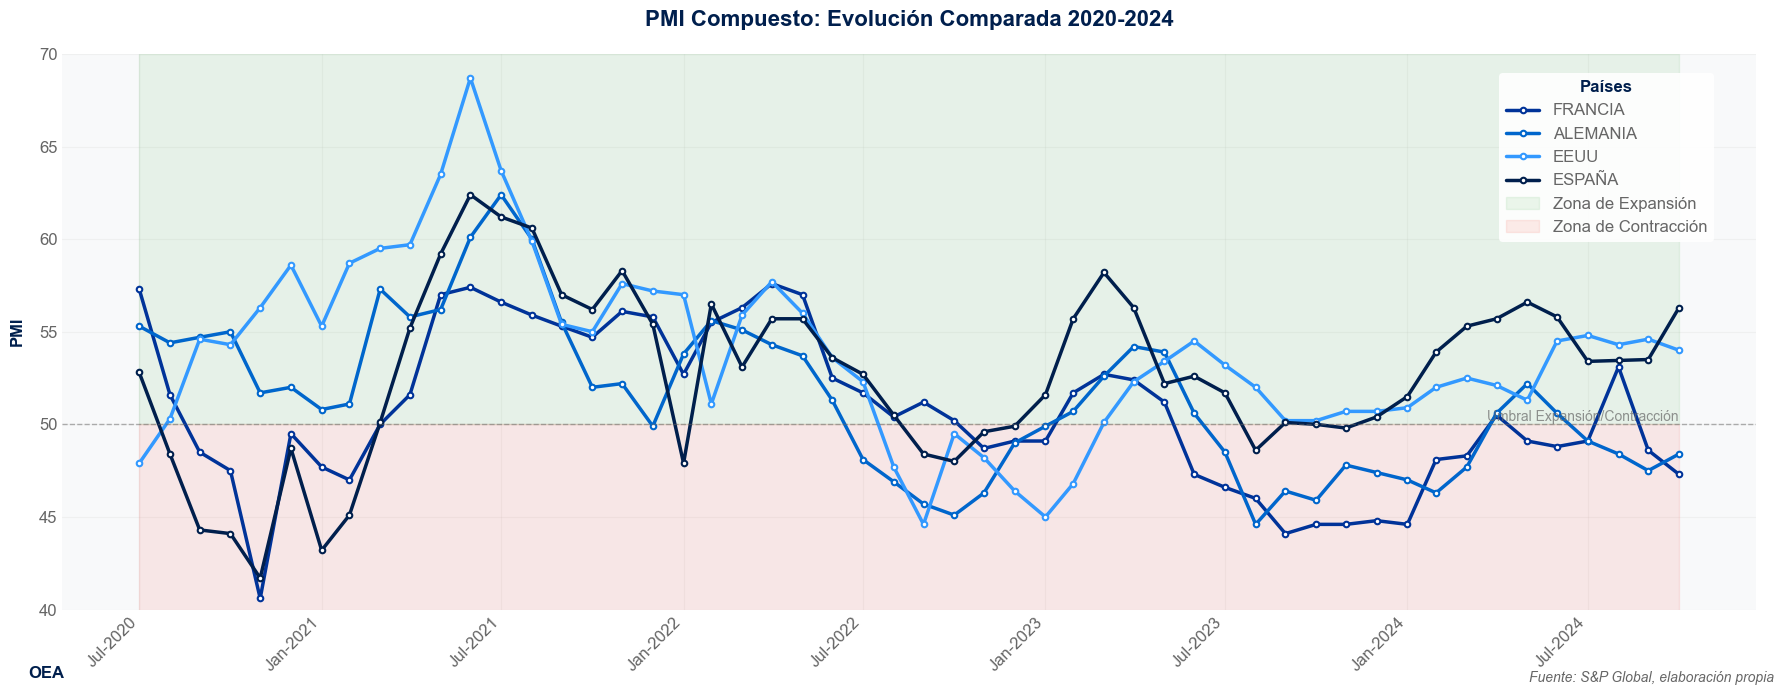 PMI Compuesto: Evolución Comparada 2020-2024
70
65
60
55
50
45
40
PMI
Países
FRANCIA
ALEMANIA
EEUU
ESPAÑA
Zona de Expansión
Zona de Contracción
Umbral Expansión/Contracción
Jul-2020
Jan-2021
Jul-2021
Jan-2022
Jul-2022
Jan-2023
Jul-2023
Jan-2024
Jul-2024
OEA
Fuente: S&P Global, elaboración propia